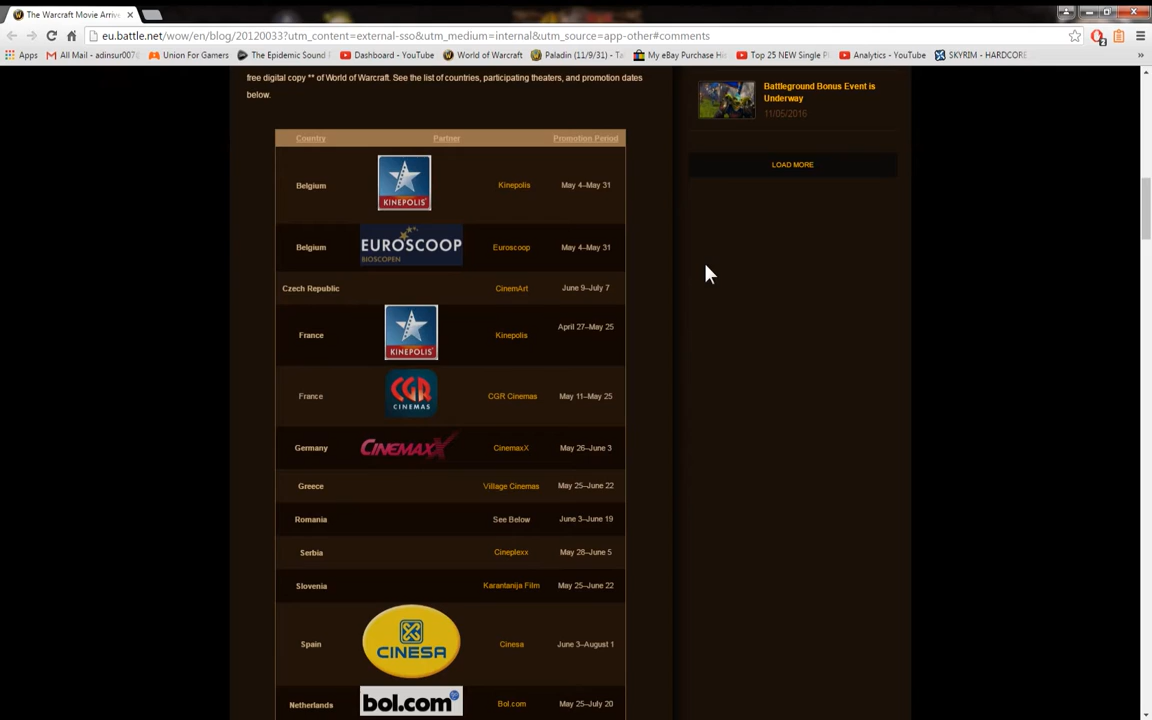 The Warcraft Movie Arrive
eu.battle.net/wow/en/blog/20120033?utm_content=external-sso&utm_medium=internal&utm_source=app-other#comments
Apps All Mail - adinsur007 Union For Gamers The Epidemic Sound Dashboard - YouTube World of Warcraft Paladin (11/9/31) - Ta My eBay Purchase Hi Top 25 NEW Single P Analytics - YouTube SKYRIM - HARDCORE
free digital copy ** of World of Warcraft. See the list of countries, participating theaters, and promotion dates
below.
Battleground Bonus Event is
Underway
11/05/2016
LOAD MORE
Country Partner Promotion Period
Belgium KINEPOLIS Kinepolis May 4–May 31
Belgium EUROSCOOP BIOSCOPEN Euroscoop May 4–May 31
Czech Republic CinemArt June 9–July 7
France KINEPOLIS Kinepolis April 27–May 25
France CGR CINEMAS CGR Cinemas May 11–May 25
Germany CINEMAXX CinemaxX May 26–June 3
Greece Village Cinemas May 25–June 22
Romania See Below June 3–June 19
Serbia Cineplexx May 28–June 5
Slovenia Karantanija Film May 25–June 22
Spain CINESA Cinesa June 3–August 1
Netherlands bol.com Bol.com May 25–July 20